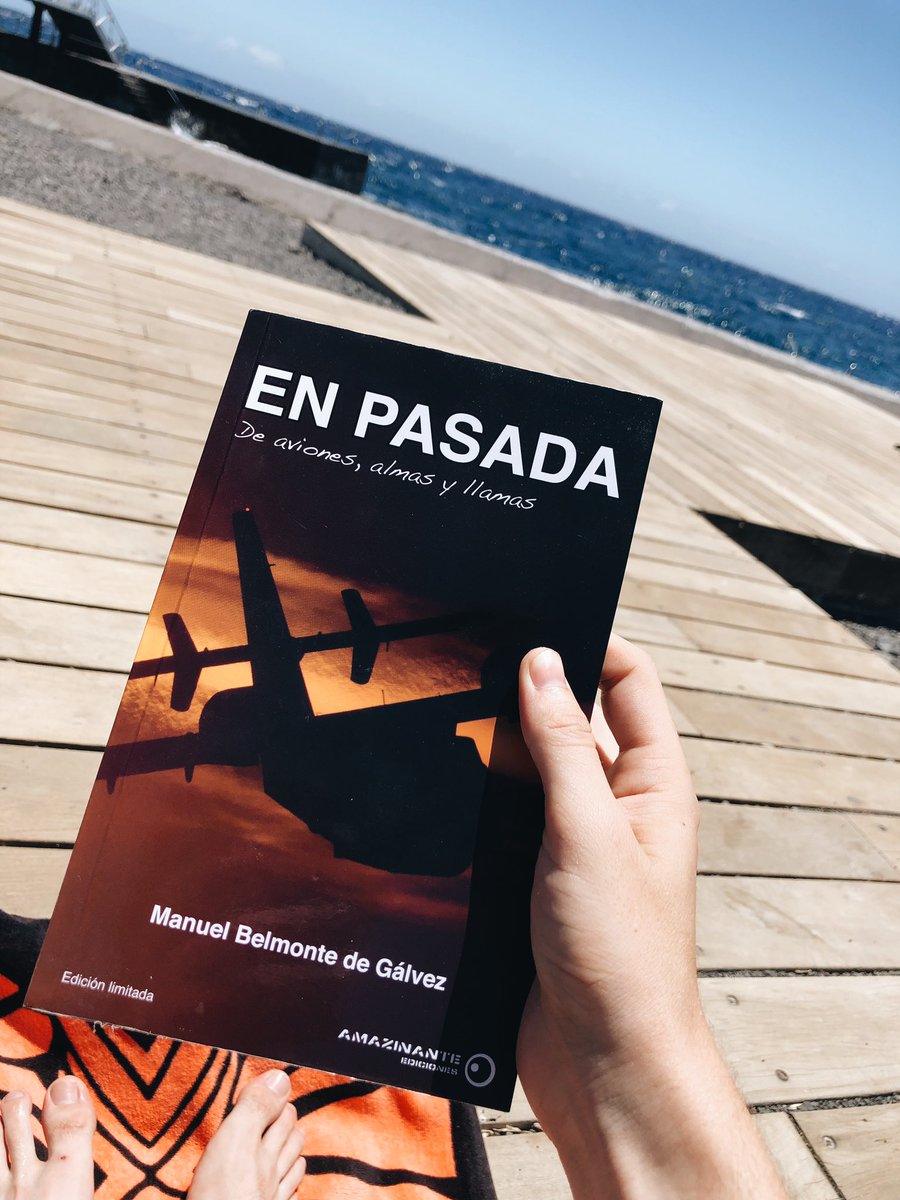 EN PASADA
De aviones, almas y llamas
Manuel Belmonte de Gálvez
Edición limitada
AMAZINANTE
EDICIONES